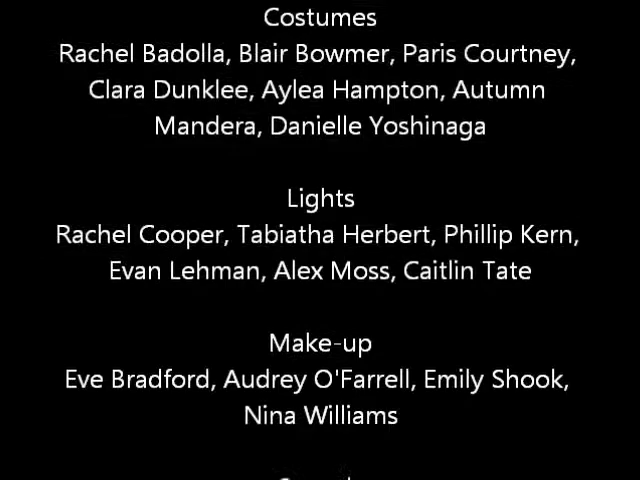 Costumes
Rachel Badolla, Blair Bowmer, Paris Courtney,
Clara Dunklee, Aylea Hampton, Autumn
Mandera, Danielle Yoshinaga
Lights
Rachel Cooper, Tabiatha Herbert, Phillip Kern,
Evan Lehman, Alex Moss, Caitlin Tate
Make-up
Eve Bradford, Audrey O'Farrell, Emily Shook,
Nina Williams